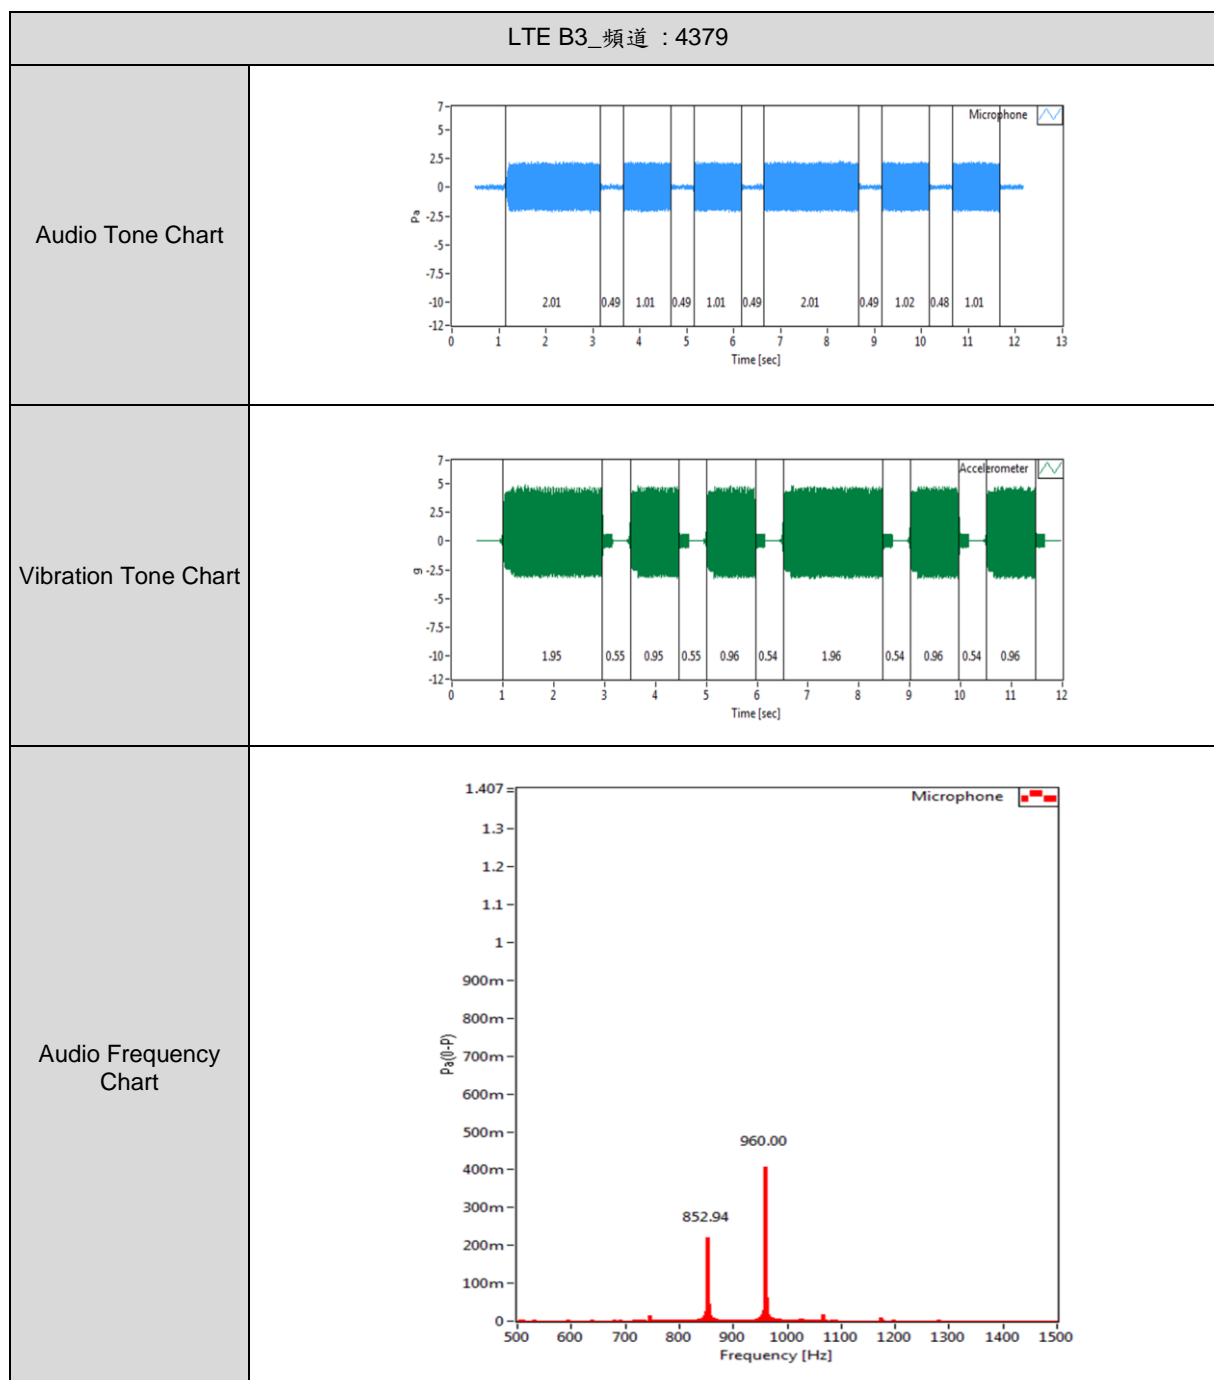 LTE B3_頻道 : 4379
Audio Tone Chart
Microphone
7
5
2.5
0
-2.5
-5
-7.5
-10
-12
Pa
2.01 0.49 1.01 0.49 1.01 0.49 2.01 0.49 1.02 0.48 1.01
0 1 2 3 4 5 6 7 8 9 10 11 12 13
Time [sec]
Vibration Tone Chart
Accelerometer
7
5
2.5
0
-2.5
-5
-7.5
-10
-12
g
1.95 0.55 0.95 0.55 0.96 0.54 1.96 0.54 0.96 0.54 0.96
0 1 2 3 4 5 6 7 8 9 10 11 12
Time [sec]
Audio Frequency
Chart
Microphone
1.407
1.3
1.2
1.1
1
900m
800m
700m
600m
500m
400m
300m
200m
100m
0
Pa(0-P)
960.00
852.94
500 600 700 800 900 1000 1100 1200 1300 1400 1500
Frequency [Hz]